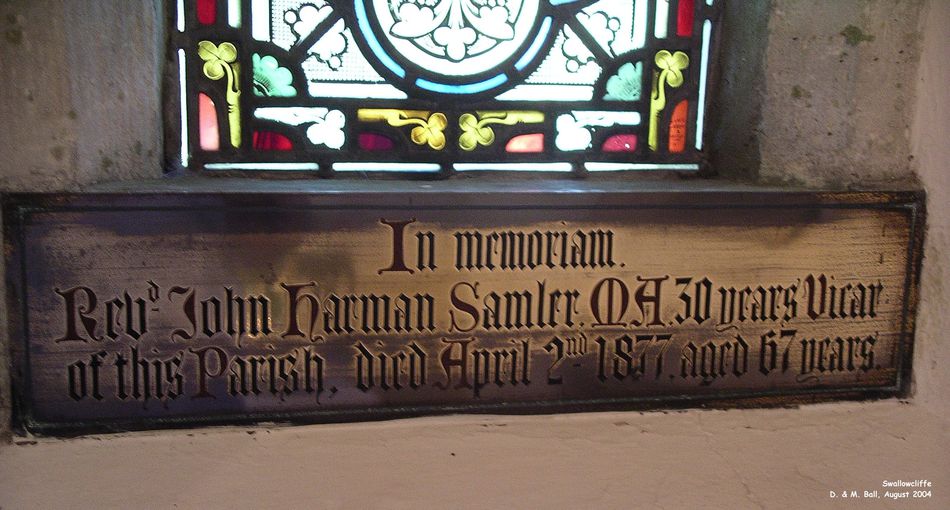 In memoriam.
Revd John Harman Samler, MA. 30 years Vicar
of this Parish, died April 2nd 1877, aged 67 years.
Swallowcliffe
D. & M. Ball, August 2004